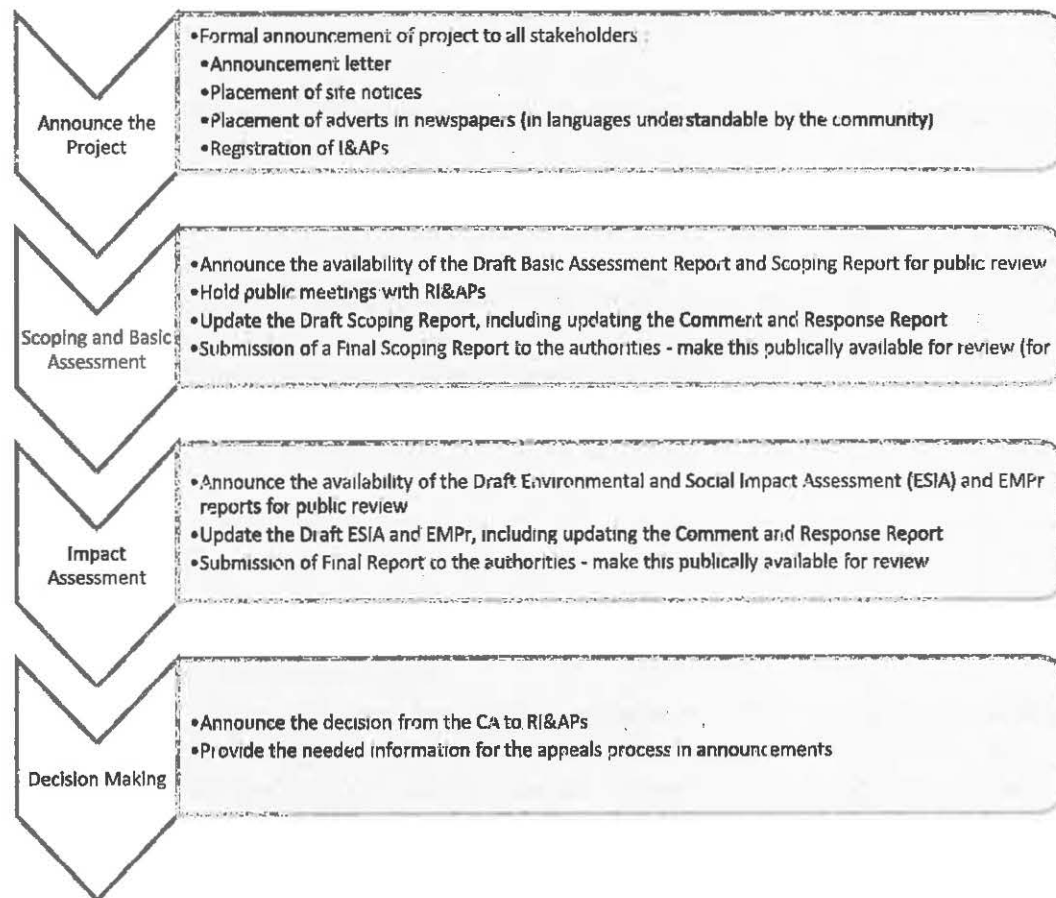 Announce the
Project
•Formal announcement of project to all stakeholders :
•Announcement letter
•Placement of site notices
•Placement of adverts in newspapers (in languages understandable by the community)
•Registration of I&APs
Scoping and Basic
Assessment
•Announce the availability of the Draft Basic Assessment Report and Scoping Report for public review
•Hold public meetings with RI&APs
•Update the Draft Scoping Report, including updating the Comment and Response Report
•Submission of a Final Scoping Report to the authorities - make this publically available for review (for
Impact
Assessment
•Announce the availability of the Draft Environmental and Social Impact Assessment (ESIA) and EMPr
reports for public review
•Update the Draft ESIA and EMPr, including updating the Comment and Response Report
•Submission of Final Report to the authorities - make this publically available for review
Decision Making
•Announce the decision from the CA to RI&APs
•Provide the needed information for the appeals process in announcements